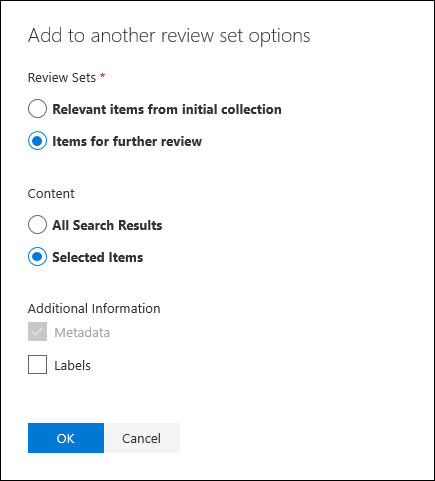 Add to another review set options
Review Sets *
Relevant items from initial collection
Items for further review
Content
All Search Results
Selected Items
Additional Information
Metadata
Labels
OK Cancel